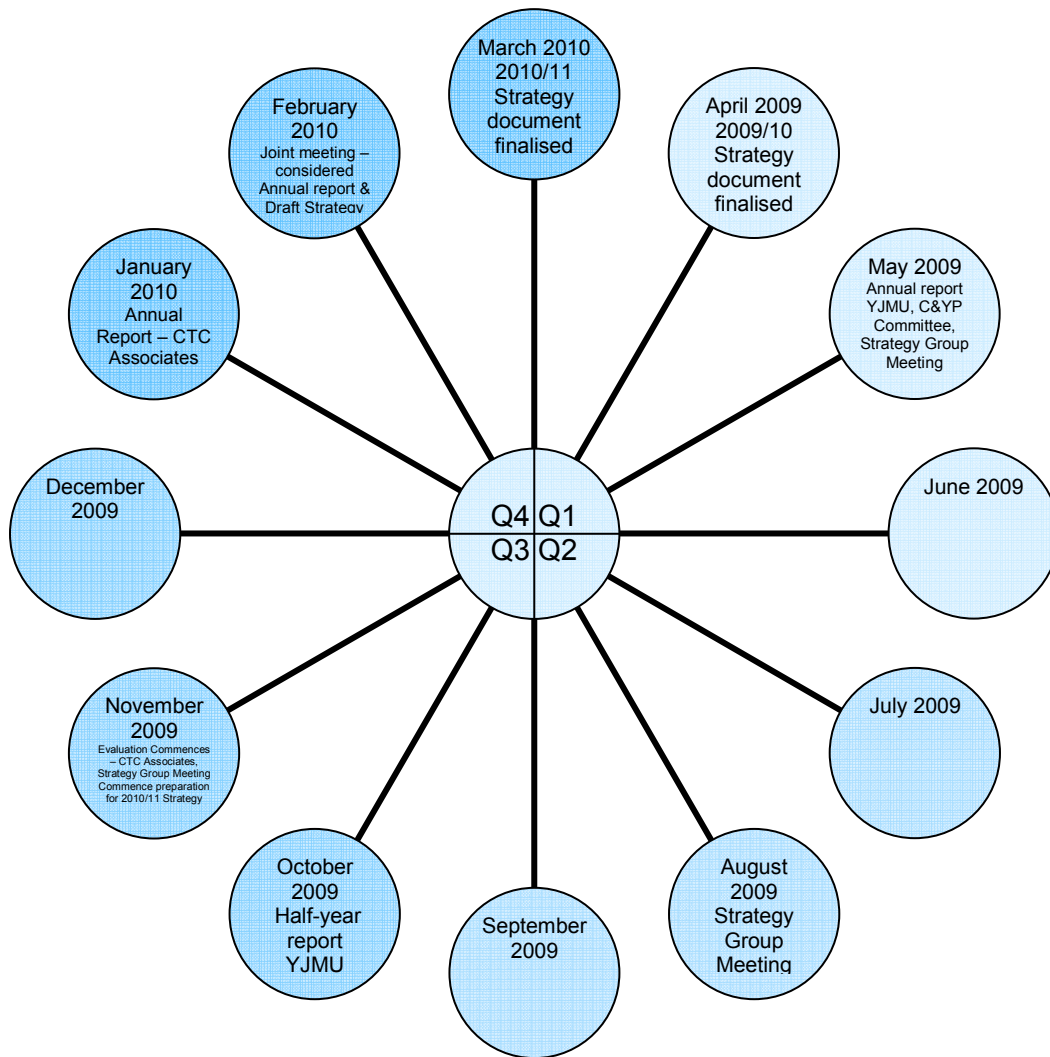 March 2010
2010/11
Strategy
document
finalised
April 2009
2009/10
Strategy
document
finalised
May 2009
Annual report
YJMU, C&YP
Committee,
Strategy Group
Meeting
June 2009
July 2009
August
2009
Strategy
Group
Meeting
September
2009
October
2009
Half-year
report
YJMU
November
2009
Evaluation Commences
– CTC Associates,
Strategy Group Meeting
Commence preparation
for 2010/11 Strategy
December
2009
January
2010
Annual
Report – CTC
Associates
February
2010
Joint meeting –
considered
Annual report &
Draft Strategy
Q4 Q1
Q3 Q2